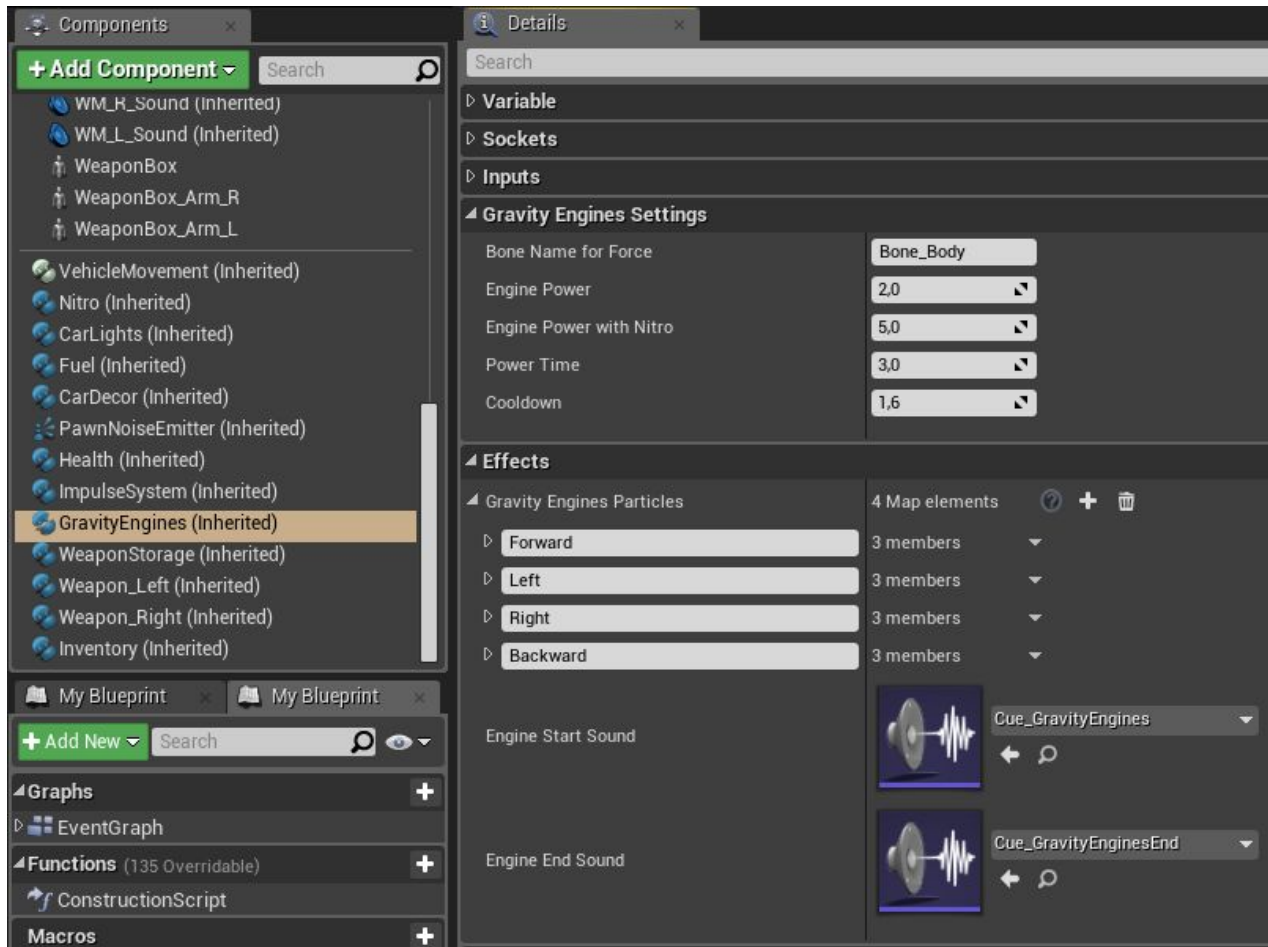 Components
+ Add Component
Search
WM_R_Sound (Inherited)
WM_L_Sound (Inherited)
WeaponBox
WeaponBox_Arm_R
WeaponBox_Arm_L
VehicleMovement (Inherited)
Nitro (Inherited)
CarLights (Inherited)
Fuel (Inherited)
CarDecor (Inherited)
PawnNoiseEmitter (Inherited)
Health (Inherited)
ImpulseSystem (Inherited)
GravityEngines (Inherited)
WeaponStorage (Inherited)
Weapon_Left (Inherited)
Weapon_Right (Inherited)
Inventory (Inherited)
My Blueprint
My Blueprint
+ Add New
Search
Graphs
EventGraph
Functions (135 Overridable)
ConstructionScript
Macros
Details
Search
Variable
Sockets
Inputs
Gravity Engines Settings
Bone Name for Force Bone_Body
Engine Power 2,0
Engine Power with Nitro 5,0
Power Time 3,0
Cooldown 1,6
Effects
Gravity Engines Particles 4 Map elements
Forward 3 members
Left 3 members
Right 3 members
Backward 3 members
Engine Start Sound Cue_GravityEngines
Engine End Sound Cue_GravityEnginesEnd